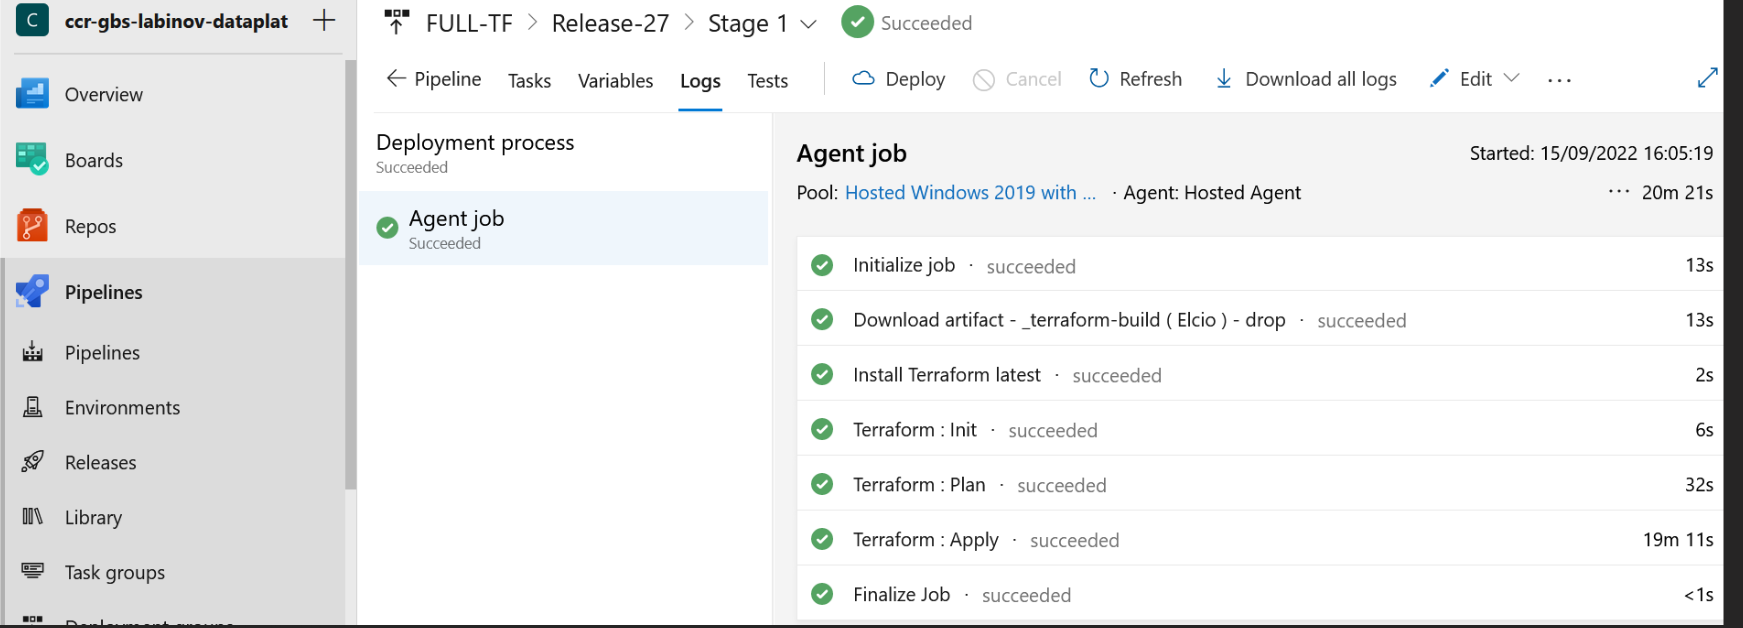 C ccr-gbs-labinov-dataplat +
Overview
Boards
Repos
Pipelines
Pipelines
Environments
Releases
Library
Task groups
Deployment groups
FULL-TF > Release-27 > Stage 1 Succeeded
← Pipeline Tasks Variables Logs Tests Deploy Cancel Refresh Download all logs Edit ...
Deployment process
Succeeded
Agent job
Succeeded
Agent job Started: 15/09/2022 16:05:19
Pool: Hosted Windows 2019 with ... · Agent: Hosted Agent ... 20m 21s
Initialize job · succeeded 13s
Download artifact - _terraform-build ( Elcio ) - drop · succeeded 13s
Install Terraform latest · succeeded 2s
Terraform : Init · succeeded 6s
Terraform : Plan · succeeded 32s
Terraform : Apply · succeeded 19m 11s
Finalize Job · succeeded <1s